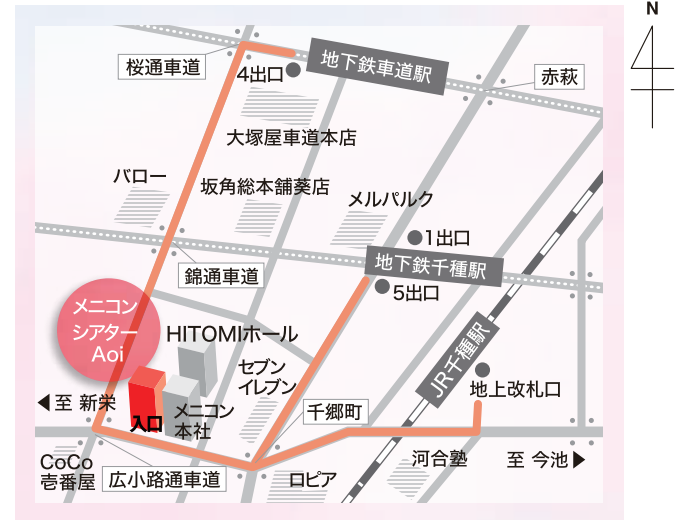 N
桜通車道
地下鉄車道駅
4出口
赤萩
大塚屋車道本店
バロー
坂角総本舗葵店
メルパルク
1出口
地下鉄千種駅
錦通車道
5出口
メニコン
シアター
Aoi
HITOMIホール
JR千種駅
セブン
イレブン
地上改札口
至 新栄
入口
メニコン
本社
千郷町
CoCo
壱番屋
広小路通車道
ロピア
河合塾
至 今池